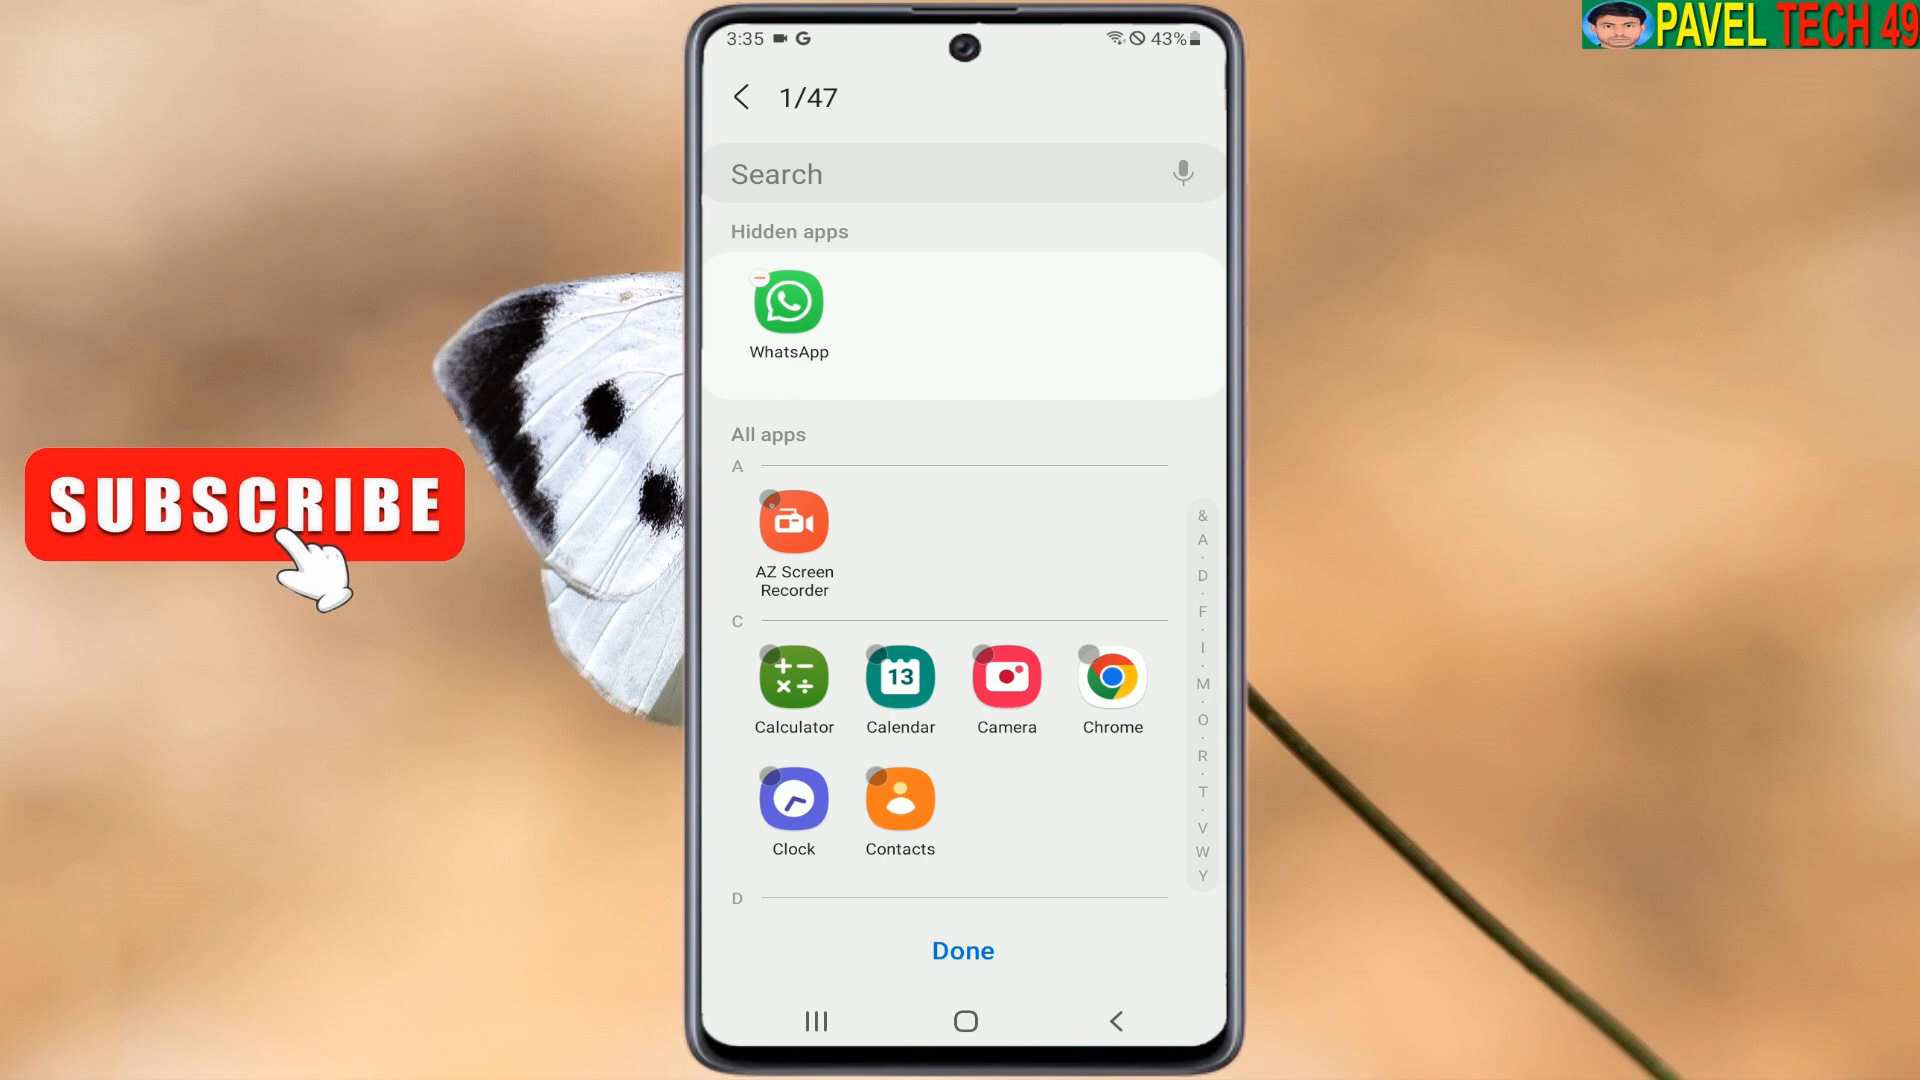 PAVEL TECH 49
3:35
43%
1/47
Search
Hidden apps
WhatsApp
All apps
A
AZ Screen
Recorder
C
13
Calculator Calendar Camera Chrome
Clock Contacts
D
&
A
D
F
I
M
O
R
T
V
W
Y
Done
SUBSCRIBE